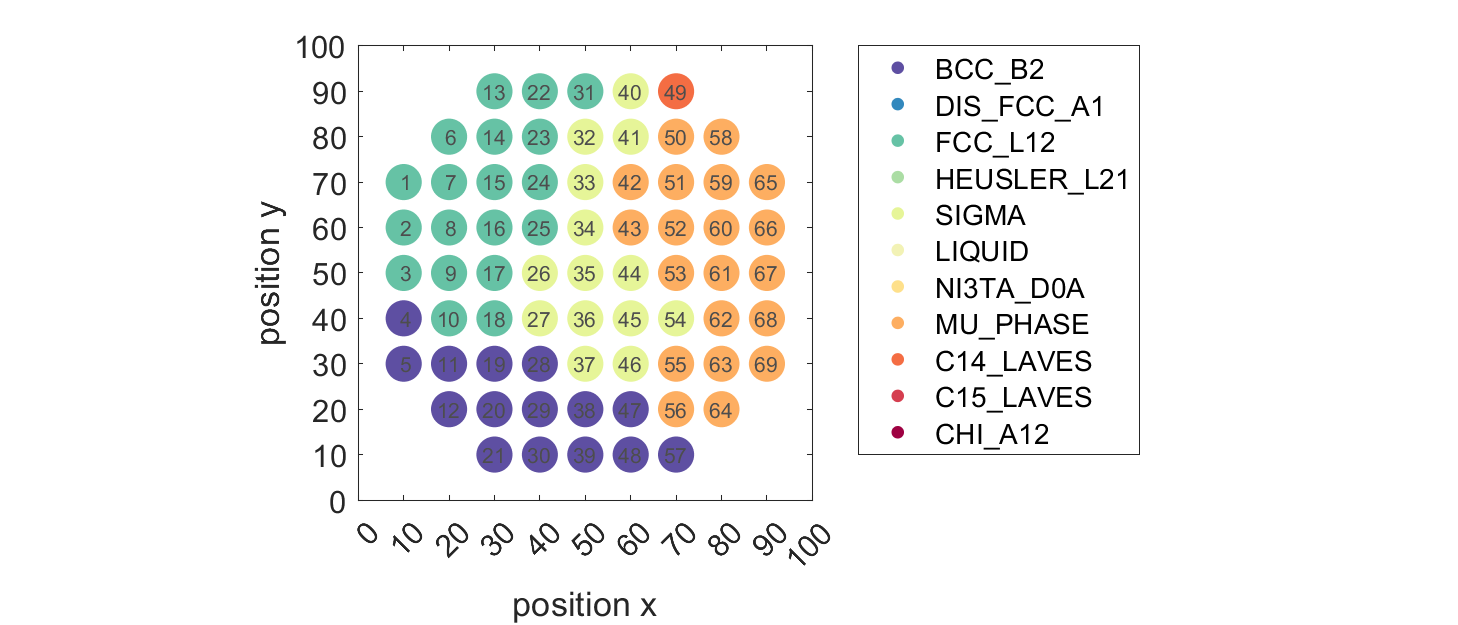 100
90
80
70
60
50
40
30
20
10
0
position y
13 22 31 40 49
6 14 23 32 41 50 58
1 7 15 24 33 42 51 59 65
2 8 16 25 34 43 52 60 66
3 9 17 26 35 44 53 61 67
4 10 18 27 36 45 54 62 68
5 11 19 28 37 46 55 63 69
12 20 29 38 47 56 64
21 30 39 48 57
0 10 20 30 40 50 60 70 80 90 100
position x
BCC_B2
DIS_FCC_A1
FCC_L12
HEUSLER_L21
SIGMA
LIQUID
NI3TA_D0A
MU_PHASE
C14_LAVES
C15_LAVES
CHI_A12